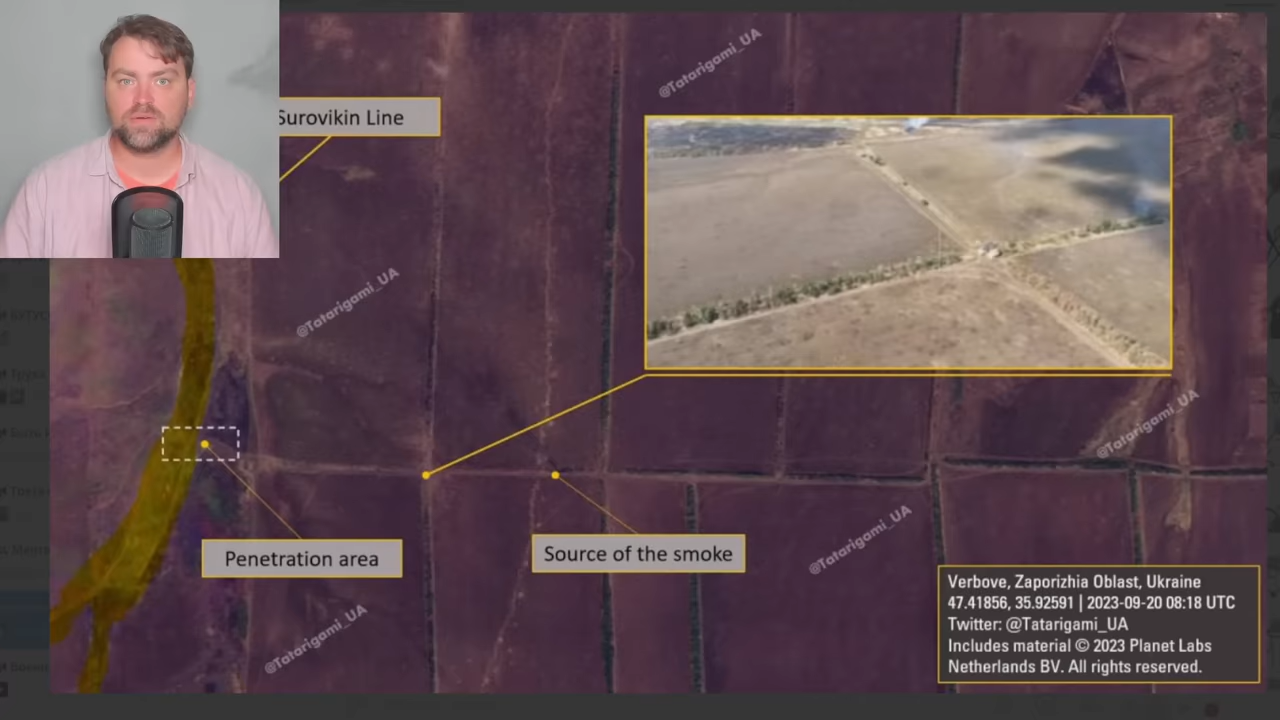 @Tatarigami_UA
Surovikin Line
@Tatarigami_UA
@Tatarigami_UA
Penetration area
Source of the smoke
@Tatarigami_UA
@Tatarigami_UA
Verbove, Zaporizhia Oblast, Ukraine
47.41856, 35.92591 | 2023-09-20 08:18 UTC
Twitter: @Tatarigami_UA
Includes material © 2023 Planet Labs
Netherlands BV. All rights reserved.